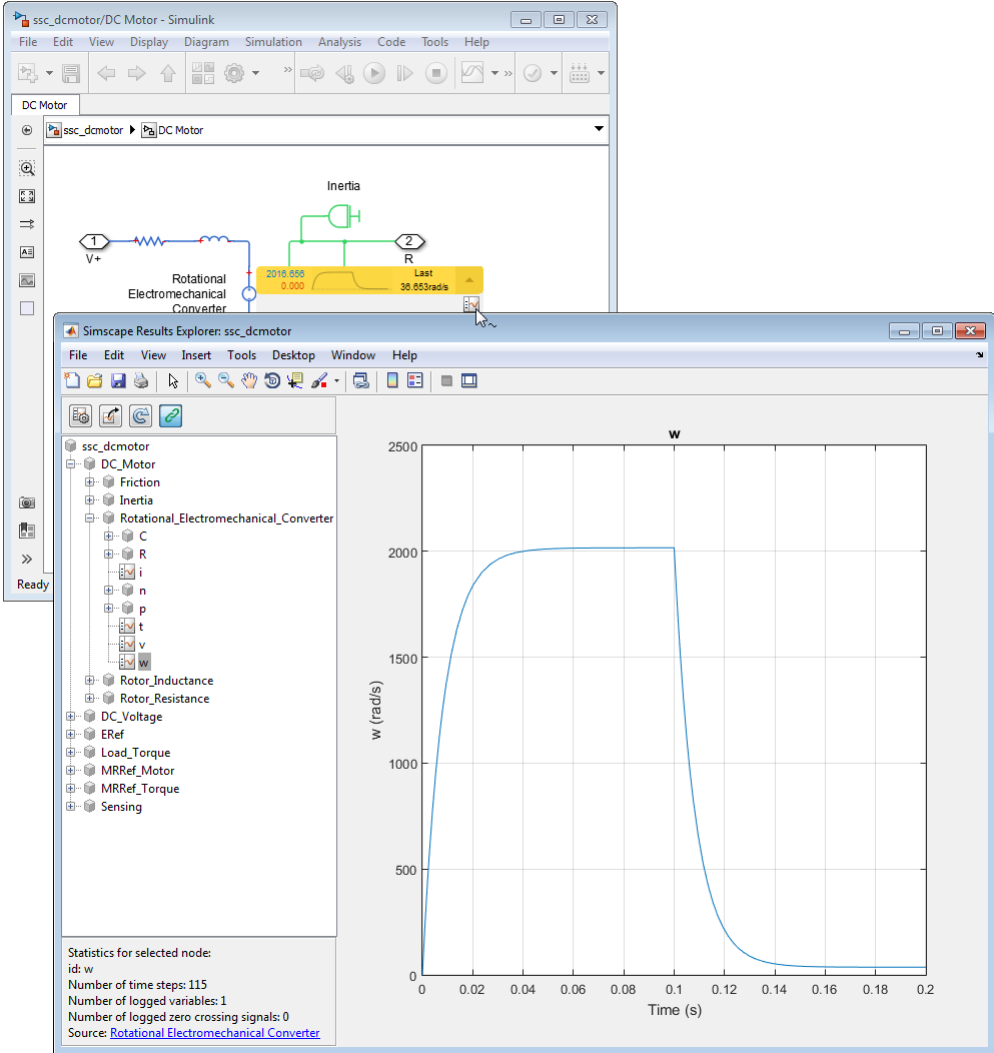 ssc_dcmotor/DC Motor - Simulink
File Edit View Display Diagram Simulation Analysis Code Tools Help
DC Motor
ssc_dcmotor DC Motor
Inertia
1
2
V+
R
2016.656
0.000
Last
36.653rad/s
Rotational
Electromechanical
Converter
Ready
Simscape Results Explorer: ssc_dcmotor
File Edit View Insert Tools Desktop Window Help
ssc_dcmotor
DC_Motor
Friction
Inertia
Rotational_Electromechanical_Converter
C
R
i
n
p
t
v
w
Rotor_Inductance
Rotor_Resistance
DC_Voltage
ERef
Load_Torque
MRRef_Motor
MRRef_Torque
Sensing
Statistics for selected node:
id: w
Number of time steps: 115
Number of logged variables: 1
Number of logged zero crossing signals: 0
Source: Rotational Electromechanical Converter
w
2500
2000
1500
1000
500
0
w (rad/s)
0 0.02 0.04 0.06 0.08 0.1 0.12 0.14 0.16 0.18 0.2
Time (s)